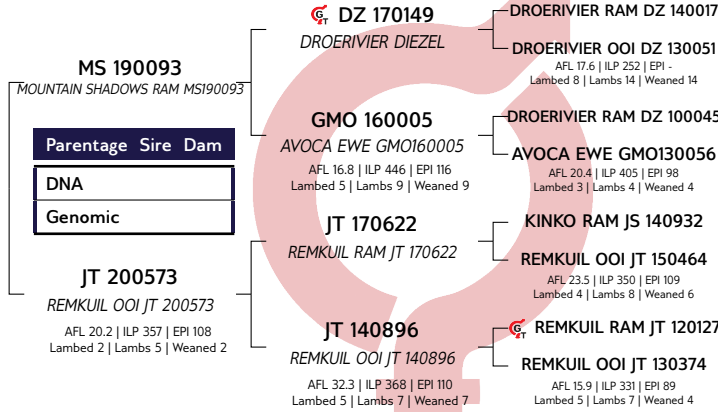 MS 190093
MOUNTAIN SHADOWS RAM MS190093
Parentage Sire Dam
DNA
Genomic
JT 200573
REMKUIL OOI JT 200573
AFL 20.2 | ILP 357 | EPI 108
Lambed 2 | Lambs 5 | Weaned 2
GT DZ 170149
DROERIVIER DIEZEL
GMO 160005
AVOCA EWE GMO160005
AFL 16.8 | ILP 446 | EPI 116
Lambed 5 | Lambs 9 | Weaned 9
JT 170622
REMKUIL RAM JT 170622
JT 140896
REMKUIL OOI JT 140896
AFL 32.3 | ILP 368 | EPI 110
Lambed 5 | Lambs 7 | Weaned 7
DROERIVIER RAM DZ 140017
DROERIVIER OOI DZ 130051
AFL 17.6 | ILP 252 | EPI -
Lambed 8 | Lambs 14 | Weaned 14
DROERIVIER RAM DZ 100045
AVOCA EWE GMO130056
AFL 20.4 | ILP 405 | EPI 98
Lambed 3 | Lambs 4 | Weaned 4
KINKO RAM JS 140932
REMKUIL OOI JT 150464
AFL 23.5 | ILP 350 | EPI 109
Lambed 4 | Lambs 8 | Weaned 6
GT REMKUIL RAM JT 120127
REMKUIL OOI JT 130374
AFL 15.9 | ILP 331 | EPI 89
Lambed 5 | Lambs 7 | Weaned 4